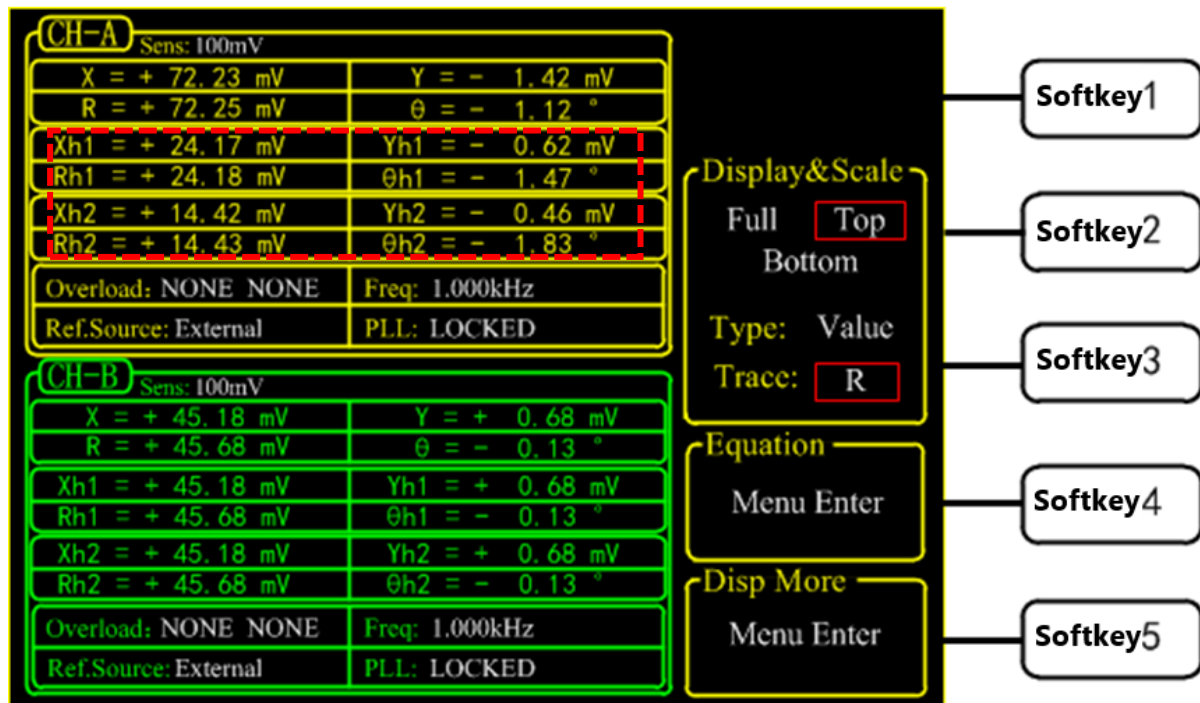 CH-A Sens: 100mV
X = + 72.23 mV Y = - 1.42 mV
R = + 72.25 mV θ = - 1.12 °
Xh1 = + 24.17 mV Yh1 = - 0.62 mV
Rh1 = + 24.18 mV θh1 = - 1.47 °
Xh2 = + 14.42 mV Yh2 = - 0.46 mV
Rh2 = + 14.43 mV θh2 = - 1.83 °
Overload: NONE NONE Freq: 1.000kHz
Ref.Source: External PLL: LOCKED
CH-B Sens: 100mV
X = + 45.18 mV Y = + 0.68 mV
R = + 45.68 mV θ = - 0.13 °
Xh1 = + 45.18 mV Yh1 = + 0.68 mV
Rh1 = + 45.68 mV θh1 = - 0.13 °
Xh2 = + 45.18 mV Yh2 = + 0.68 mV
Rh2 = + 45.68 mV θh2 = - 0.13 °
Overload: NONE NONE Freq: 1.000kHz
Ref.Source: External PLL: LOCKED
Display&Scale
Full Top
Bottom
Type: Value
Trace: R
Equation
Menu Enter
Disp More
Menu Enter
Softkey1
Softkey2
Softkey3
Softkey4
Softkey5